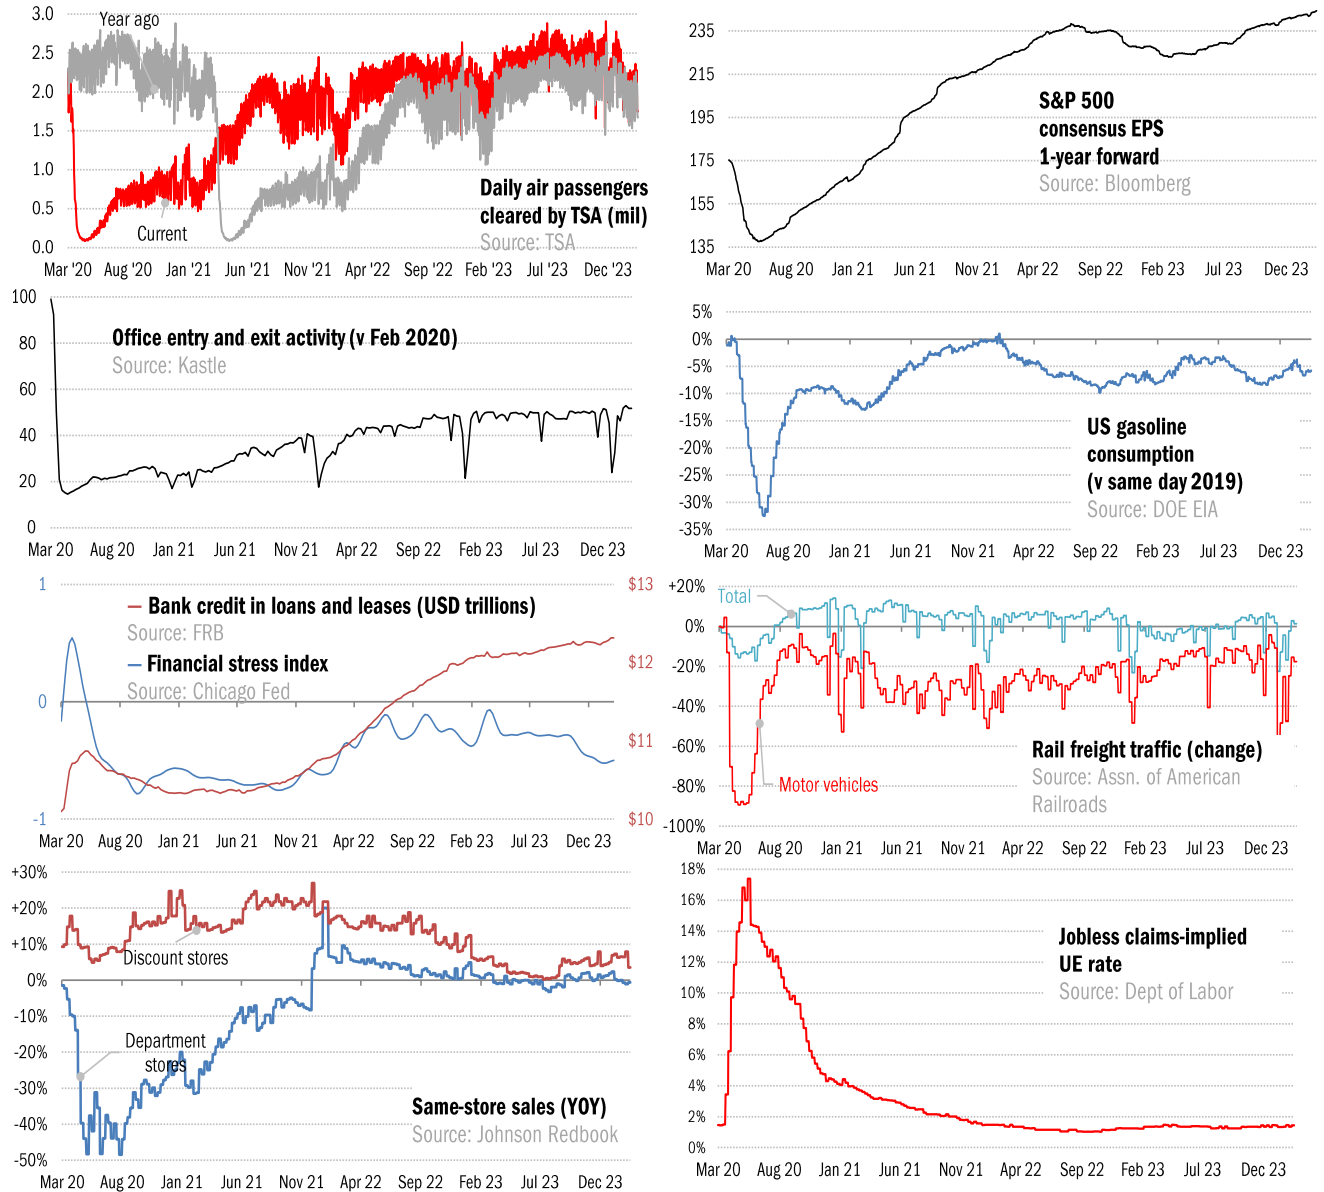 3.0
2.5
2.0
1.5
1.0
0.5
0.0
Year ago
Current
Daily air passengers
cleared by TSA (mil)
Source: TSA
Mar '20 Aug '20 Jan '21 Jun '21 Nov '21 Apr '22 Sep '22 Feb '23 Jul '23 Dec '23
235
215
195
175
155
135
S&P 500
consensus EPS
1-year forward
Source: Bloomberg
Mar 20 Aug 20 Jan 21 Jun 21 Nov 21 Apr 22 Sep 22 Feb 23 Jul 23 Dec 23
100
80
60
40
20
0
Office entry and exit activity (v Feb 2020)
Source: Kastle
Mar 20 Aug 20 Jan 21 Jun 21 Nov 21 Apr 22 Sep 22 Feb 23 Jul 23 Dec 23
5%
0%
-5%
-10%
-15%
-20%
-25%
-30%
-35%
US gasoline
consumption
(v same day 2019)
Source: DOE EIA
Mar 20 Aug 20 Jan 21 Jun 21 Nov 21 Apr 22 Sep 22 Feb 23 Jul 23 Dec 23
1
0
-1
$13
$12
$11
$10
Bank credit in loans and leases (USD trillions)
Source: FRB
Financial stress index
Source: Chicago Fed
Mar 20 Aug 20 Jan 21 Jun 21 Nov 21 Apr 22 Sep 22 Feb 23 Jul 23 Dec 23
+20%
0%
-20%
-40%
-60%
-80%
-100%
Total
Motor vehicles
Rail freight traffic (change)
Source: Assn. of American
Railroads
Mar 20 Aug 20 Jan 21 Jun 21 Nov 21 Apr 22 Sep 22 Feb 23 Jul 23 Dec 23
+30%
+20%
+10%
0%
-10%
-20%
-30%
-40%
-50%
Discount stores
Department
stores
Same-store sales (YOY)
Source: Johnson Redbook
Mar 20 Aug 20 Jan 21 Jun 21 Nov 21 Apr 22 Sep 22 Feb 23 Jul 23 Dec 23
18%
16%
14%
12%
10%
8%
6%
4%
2%
0%
Jobless claims-implied
UE rate
Source: Dept of Labor
Mar 20 Aug 20 Jan 21 Jun 21 Nov 21 Apr 22 Sep 22 Feb 23 Jul 23 Dec 23